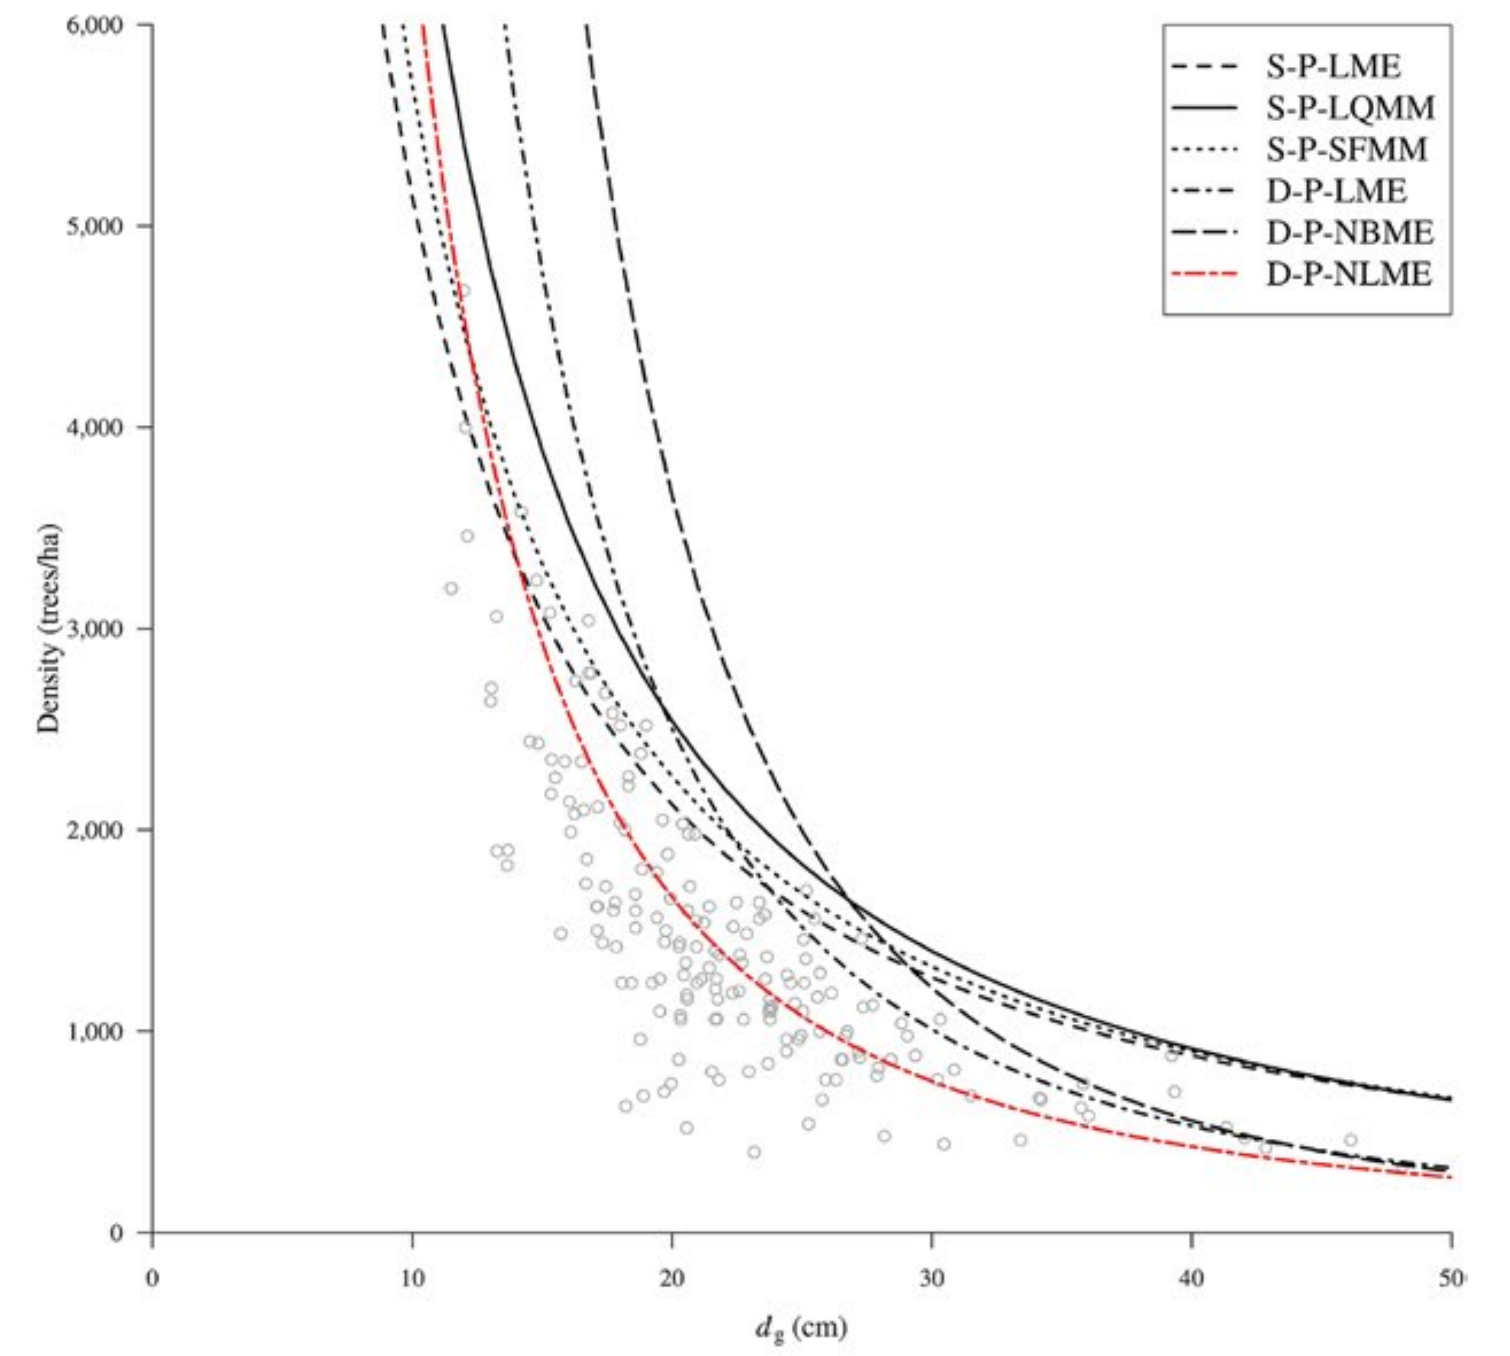 6,000
5,000
4,000
3,000
2,000
1,000
0
Density (trees/ha)
0 10 20 30 40 50
d g (cm)
S-P-LME
S-P-LQMM
S-P-SFMM
D-P-LME
D-P-NBME
D-P-NLME